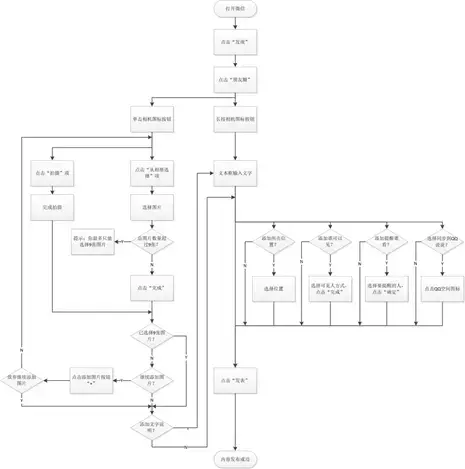 打开微信
点击“发现”
点击“朋友圈”
单击相机图标按钮
长按相机图标按钮
点击“拍摄”项
点击“从相册选
择”项
文本框输入文字
完成拍摄
选择图片
提示：你最多只能
选择9张图片
选图片数量超
过9张？
Y
N
点击“完成”
添加所在位
置？
添加谁可以
见？
添加提醒谁
看？
选择同步到QQ
空间？
N
Y
N
Y
N
Y
N
Y
选择位置
选择可见人方式，
点击“完成”
选择要提醒的人，
点击“确定”
点击QQ空间图标
已选择9张图
片？
Y
N
继续添加图
片？
Y
N
点击添加图片按钮
“+”
图片
Y
添加文字说
明？
Y
N
点击“发表”
内容发布成功